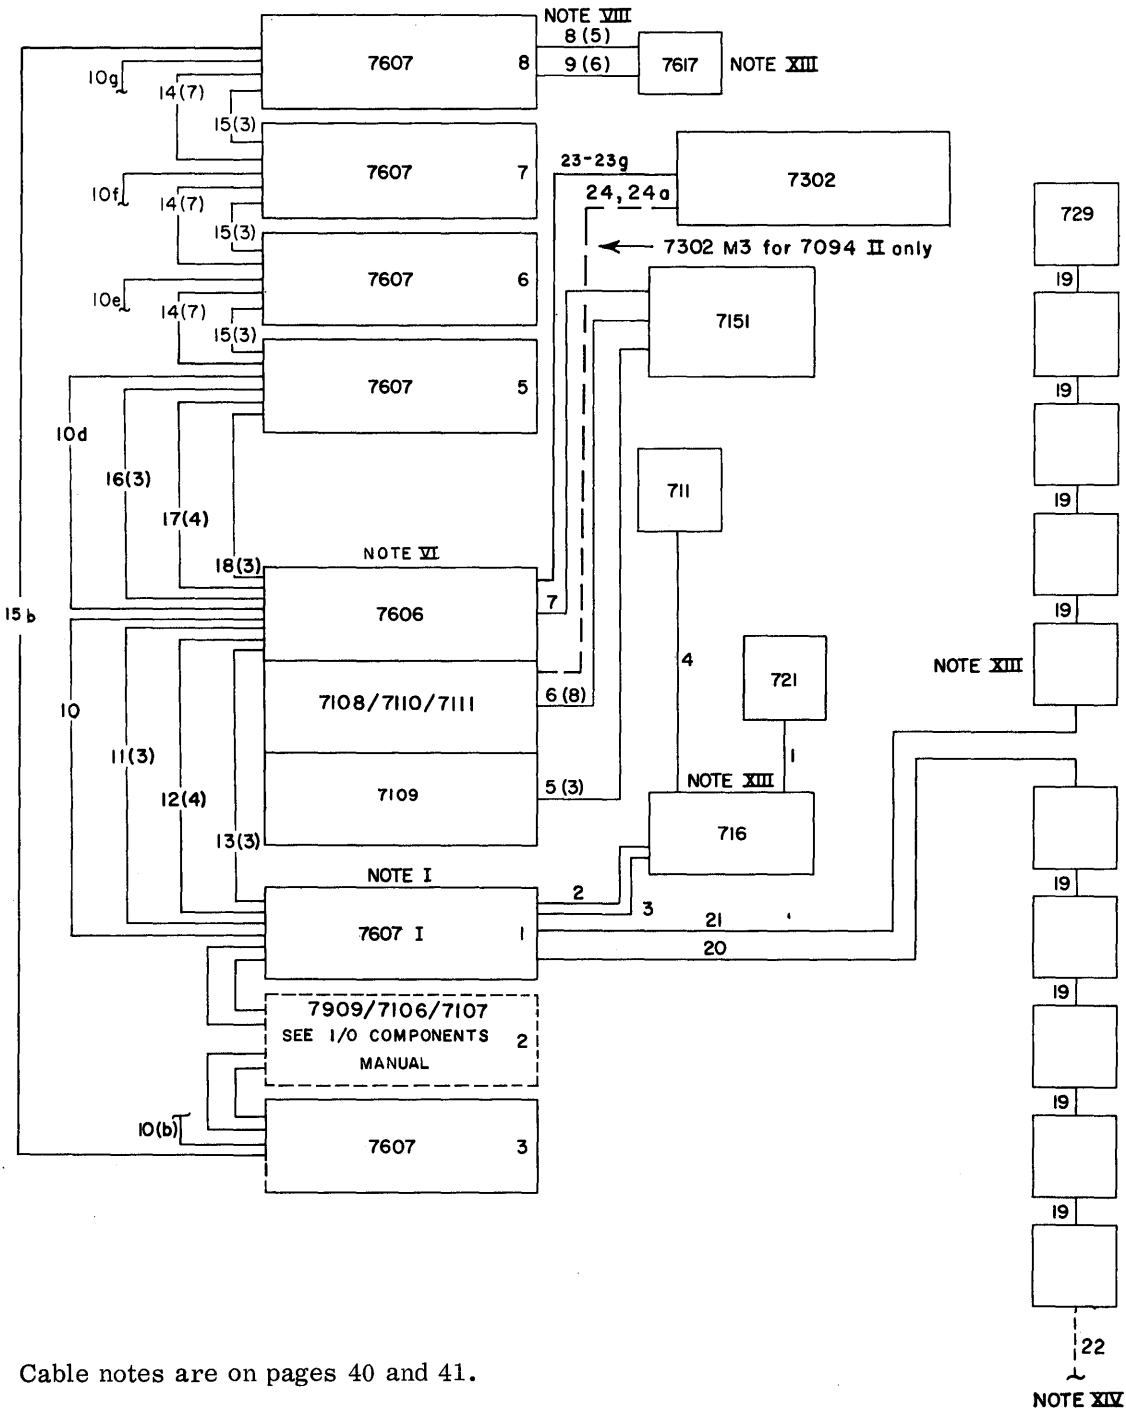 NOTE VIII
8 (5)
7607 8
9 (6)
7617
NOTE XIII
10g
14(7)
15(3)
7607 7
23-23g
7302
24, 24a
10f
14(7)
15(3)
7302 M3 for 7094 II only
729
19
7607 6
10e
14(7)
15(3)
7151
19
7607 5
10d
16(3)
17(4)
18(3)
711
19
NOTE VI
7606
7
15b
19
4
721
NOTE XIII
7108/7110/7111
6 (8)
10
11(3)
12(4)
13(3)
1
7109
5 (3)
NOTE XIII
716
NOTE I
7607 I 1
2
3
21
20
19
7909/7106/7107
SEE I/O COMPONENTS 2
MANUAL
19
10(b)
7607 3
19
19
22
Cable notes are on pages 40 and 41.
NOTE XIV